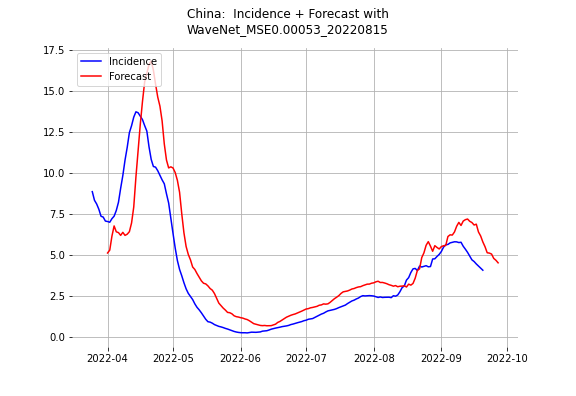 China:  Incidence + Forecast with
WaveNet_MSE0.00053_20220815
17.5
15.0
12.5
10.0
7.5
5.0
2.5
0.0
Incidence
Forecast
2022-04 2022-05 2022-06 2022-07 2022-08 2022-09 2022-10